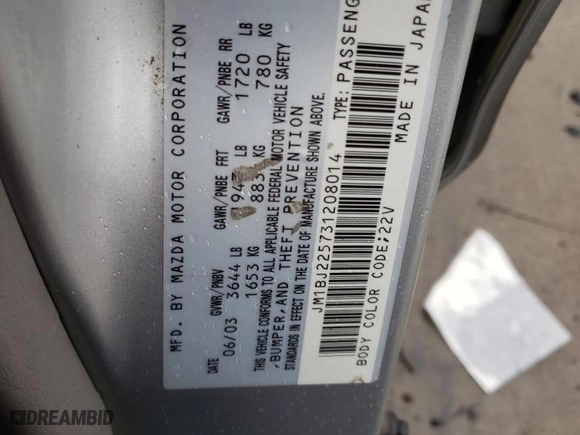 MFD. BY MAZDA MOTOR CORPORATION
DATE GVWR/PNBV GAWR/PNBE FRT GAWR/PNBE RR
06/03 3644 LB LB 1720 LB
1653 KG 883 KG 780 KG
THIS VEHICLE CONFORMS TO ALL APPLICABLE FEDERAL MOTOR VEHICLE SAFETY
, BUMPER, AND THEFT PREVENTION
STANDARDS IN EFFECT ON THE DATE OF MANUFACTURE SHOWN ABOVE.
JM1BJ225731208014 TYPE: PASSENG
BODY COLOR CODE; 22V MADE IN JAPAN
DREAMBID